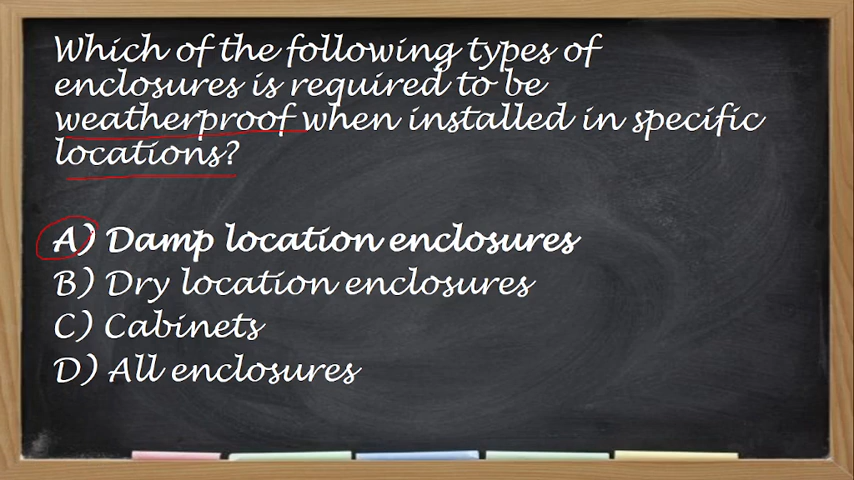 Which of the following types of
enclosures is required to be
weatherproof when installed in specific
locations?
A) Damp location enclosures
B) Dry location enclosures
C) Cabinets
D) All enclosures